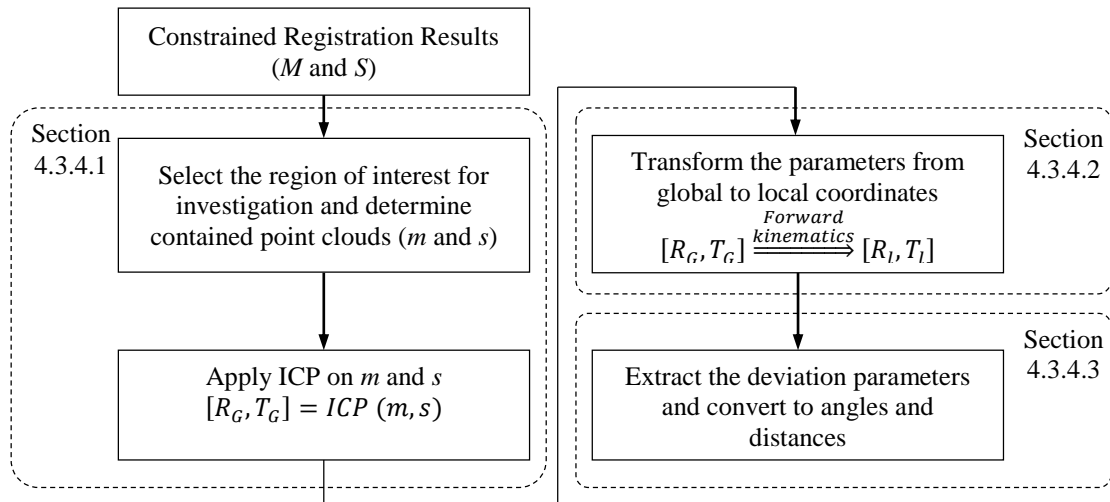 Constrained Registration Results
(M and S)
Section
4.3.4.1
Select the region of interest for
investigation and determine
contained point clouds (m and s)
Apply ICP on m and s
[R_G, T_G] = ICP (m, s)
Section
4.3.4.2
Transform the parameters from
global to local coordinates
Forward
kinematics
[R_G, T_G] ⟹ [R_l, T_l]
Section
4.3.4.3
Extract the deviation parameters
and convert to angles and
distances